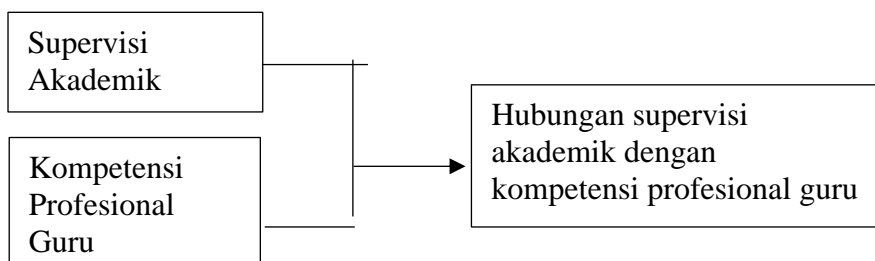 Supervisi
Akademik
Kompetensi
Profesional
Guru
Hubungan supervisi
akademik dengan
kompetensi profesional guru